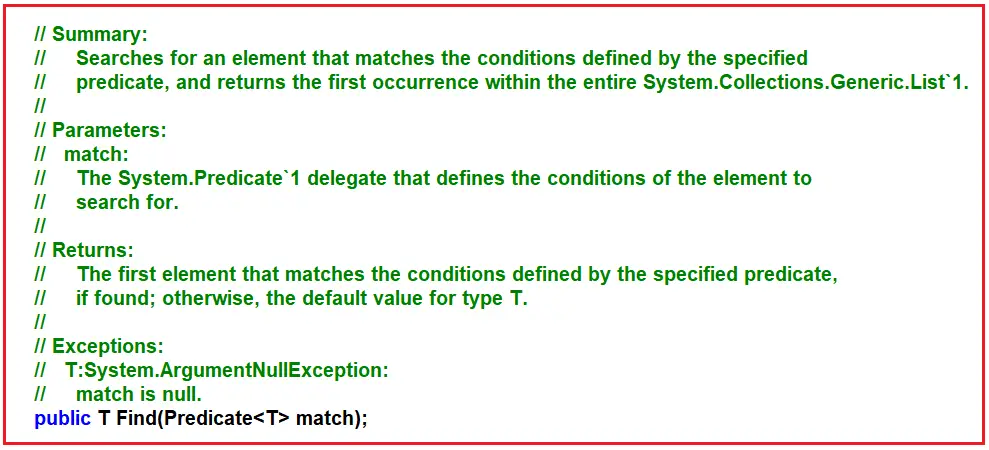 // Summary:
//     Searches for an element that matches the conditions defined by the specified
//     predicate, and returns the first occurrence within the entire System.Collections.Generic.List`1.
//
// Parameters:
//   match:
//     The System.Predicate`1 delegate that defines the conditions of the element to
//     search for.
//
// Returns:
//     The first element that matches the conditions defined by the specified predicate,
//     if found; otherwise, the default value for type T.
//
// Exceptions:
//   T:System.ArgumentNullException:
//     match is null.
public T Find(Predicate<T> match);